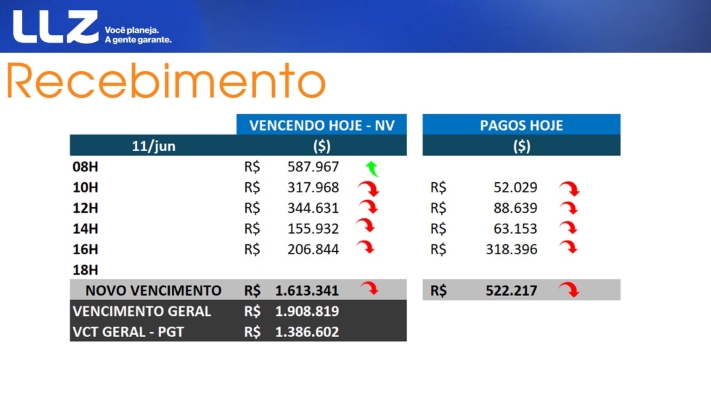 LLZ Você planeja.
A gente garante.
Recebimento
VENCENDO HOJE - NV PAGOS HOJE
11/jun ($) ($)
08H R$ 587.967
10H R$ 317.968 R$ 52.029
12H R$ 344.631 R$ 88.639
14H R$ 155.932 R$ 63.153
16H R$ 206.844 R$ 318.396
18H
NOVO VENCIMENTO R$ 1.613.341 R$ 522.217
VENCIMENTO GERAL R$ 1.908.819
VCT GERAL - PGT R$ 1.386.602